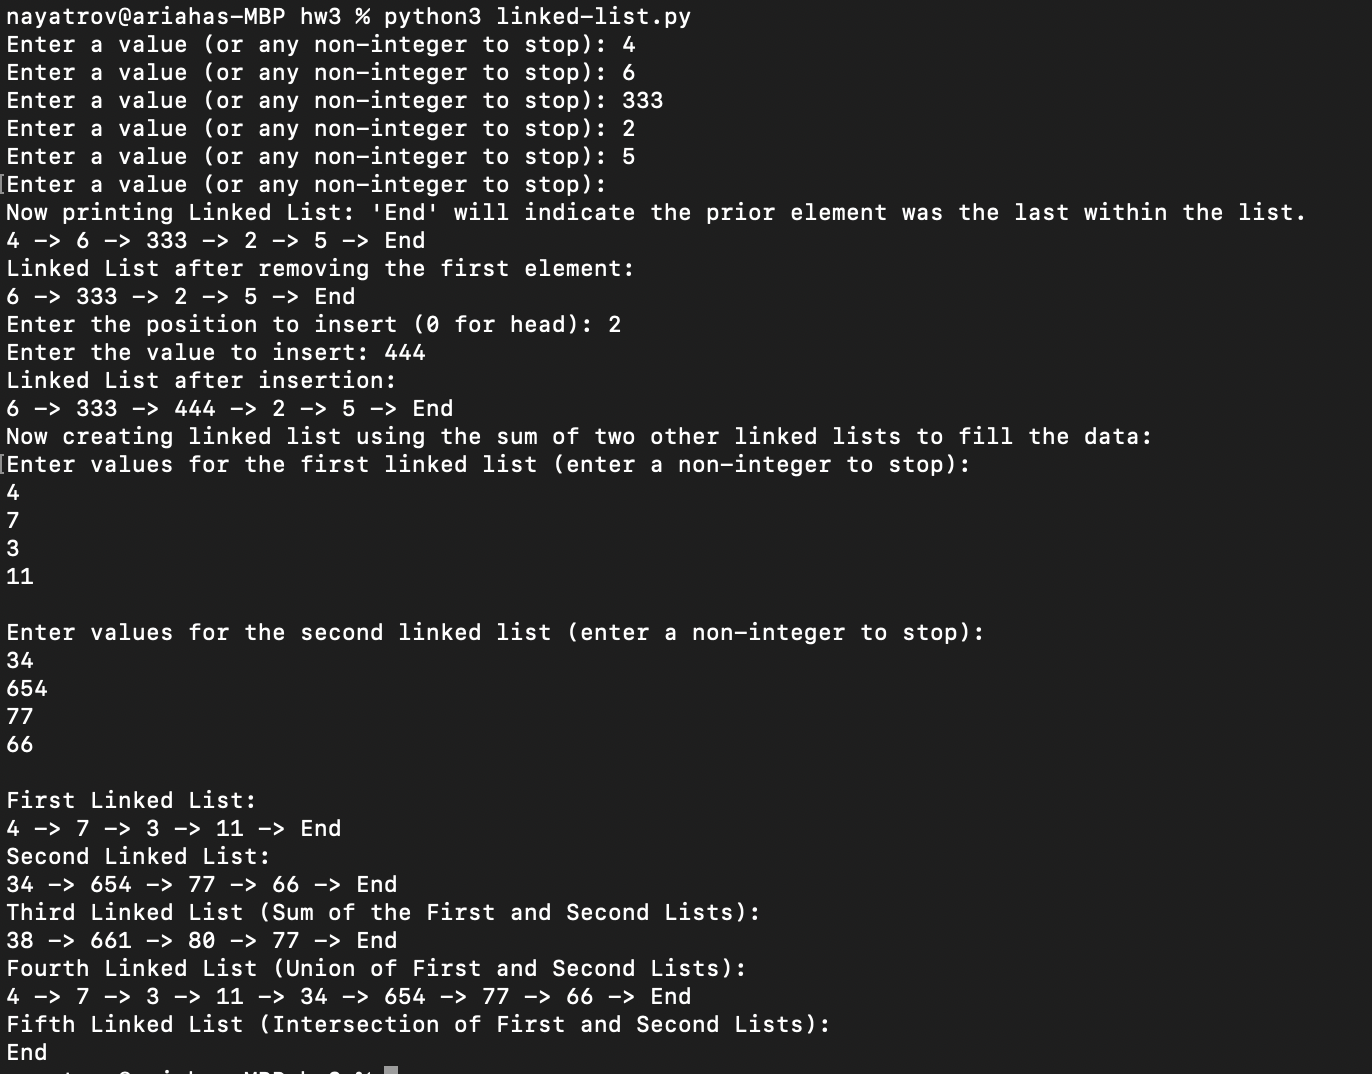 nayatrov@ariahas-MBP hw3 % python3 linked-list.py
Enter a value (or any non-integer to stop): 4
Enter a value (or any non-integer to stop): 6
Enter a value (or any non-integer to stop): 333
Enter a value (or any non-integer to stop): 2
Enter a value (or any non-integer to stop): 5
[Enter a value (or any non-integer to stop):
Now printing Linked List: 'End' will indicate the prior element was the last within the list.
4 -> 6 -> 333 -> 2 -> 5 -> End
Linked List after removing the first element:
6 -> 333 -> 2 -> 5 -> End
Enter the position to insert (0 for head): 2
Enter the value to insert: 444
Linked List after insertion:
6 -> 333 -> 444 -> 2 -> 5 -> End
Now creating linked list using the sum of two other linked lists to fill the data:
[Enter values for the first linked list (enter a non-integer to stop):
4
7
3
11
Enter values for the second linked list (enter a non-integer to stop):
34
654
77
66
First Linked List:
4 -> 7 -> 3 -> 11 -> End
Second Linked List:
34 -> 654 -> 77 -> 66 -> End
Third Linked List (Sum of the First and Second Lists):
38 -> 661 -> 80 -> 77 -> End
Fourth Linked List (Union of First and Second Lists):
4 -> 7 -> 3 -> 11 -> 34 -> 654 -> 77 -> 66 -> End
Fifth Linked List (Intersection of First and Second Lists):
End